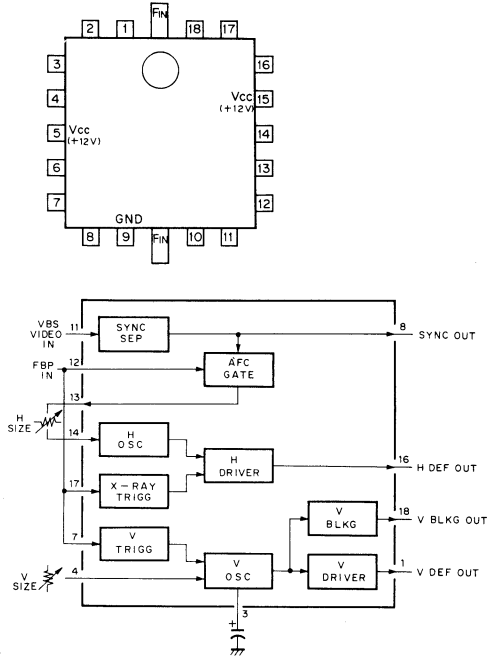 2 1 FIN 18 17
3 16
4 VCC 15
(+12V)
5 VCC 14
(+12V)
6 13
7 12
GND
8 9 FIN 10 11
VBS VIDEO IN 11 SYNC SEP 8 SYNC OUT
FBP IN 12 AFC GATE
13
H SIZE 14 H OSC H DRIVER 16 H DEF OUT
17 X-RAY TRIGG
V BLKG 18 V BLKG OUT
7 V TRIGG
V SIZE 4 V OSC V DRIVER 1 V DEF OUT
3
+